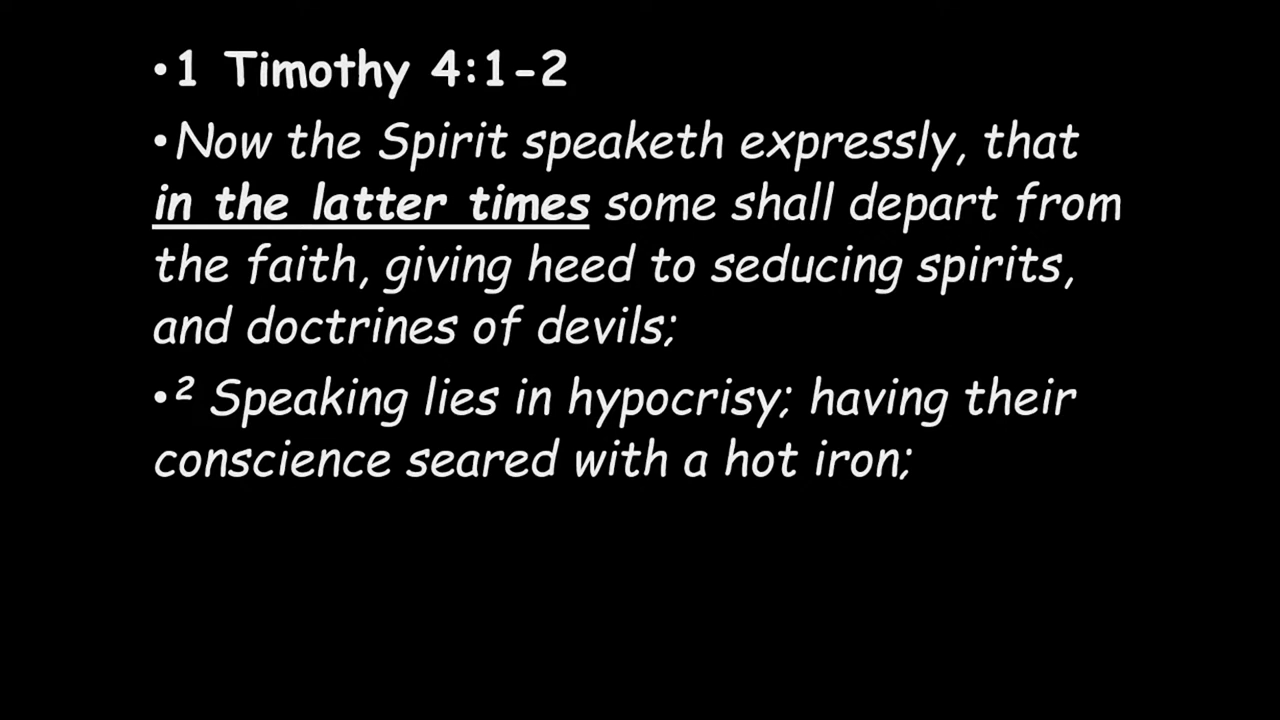 •1 Timothy 4:1-2
•Now the Spirit speaketh expressly, that
in the latter times some shall depart from
the faith, giving heed to seducing spirits,
and doctrines of devils;
•² Speaking lies in hypocrisy; having their
conscience seared with a hot iron;